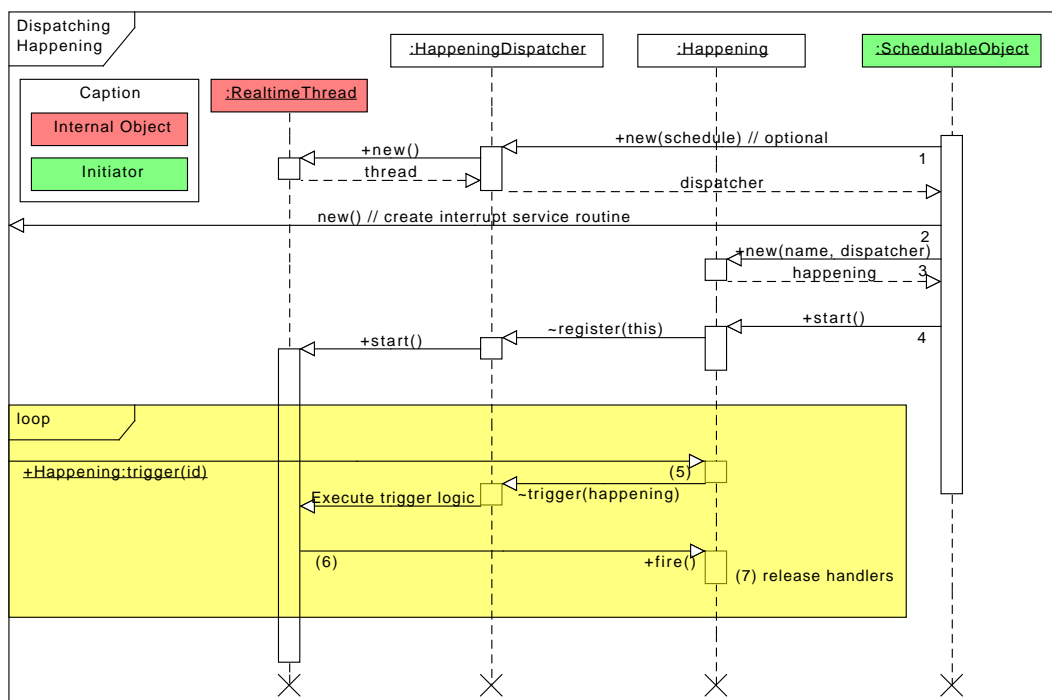 Dispatching
Happening
:HappeningDispatcher
:Happening
:SchedulableObject
Caption
:RealtimeThread
Internal Object
Initiator
+new(schedule) // optional
1
+new()
thread
dispatcher
new() // create interrupt service routine
2
+new(name, dispatcher)
happening
3
+start()
~register(this)
+start()
4
loop
+Happening:trigger(id)
(5)
~trigger(happening)
Execute trigger logic
(6)
+fire()
(7) release handlers